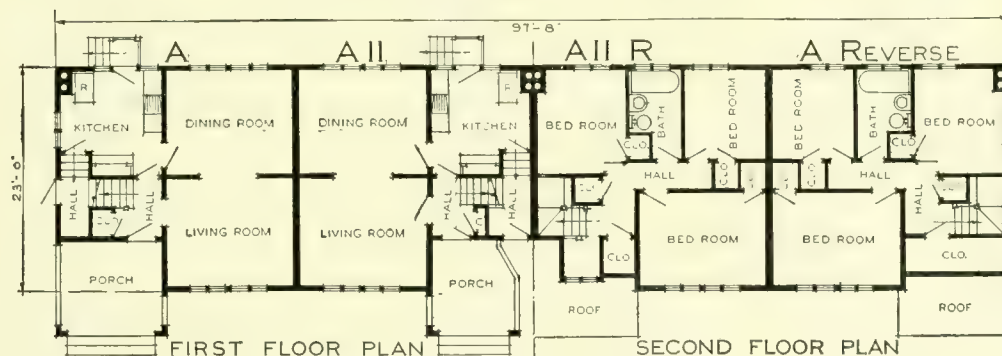 97'-8"
A
A II
A II R
A REVERSE
R
R
KITCHEN
DINING ROOM
DINING ROOM
KITCHEN
BED ROOM
BATH
BED ROOM
BED ROOM
BATH
BED ROOM
CLO.
CLO.
23'-0"
HALL
HALL
HALL
HALL
HALL
HALL
HALL
CLO
CLO
LIVING ROOM
LIVING ROOM
BED ROOM
BED ROOM
CLO.
CLO.
PORCH
PORCH
ROOF
ROOF
FIRST FLOOR PLAN
SECOND FLOOR PLAN